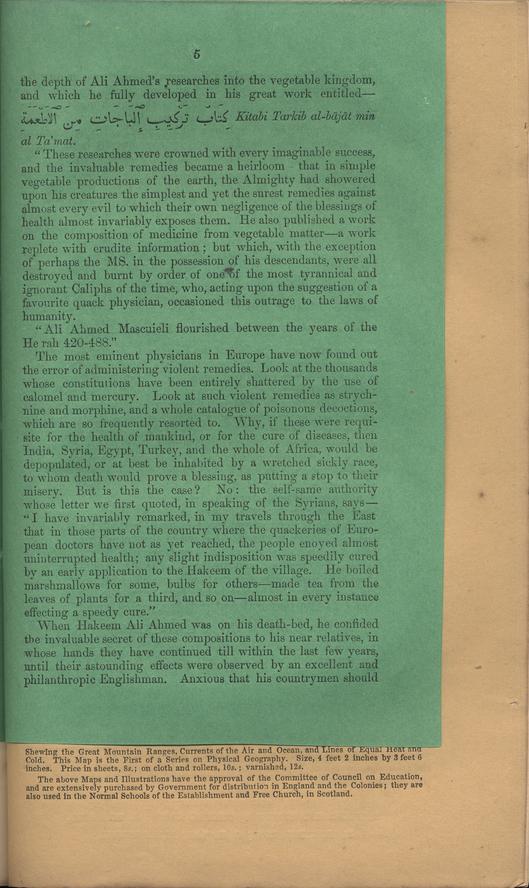 5
the depth of Ali Ahmed's researches into the vegetable kingdom,
and which he fully developed in his great work entitled—
كتاب تركيب الباجات من الاطعمة Kitabi Tarkib al-bājāt min
al Ta'mat.
"These researches were crowned with every imaginable success,
and the invaluable remedies became a heirloom that in simple
vegetable productions of the earth, the Almighty had showered
upon his creatures the simplest and yet the surest remedies against
almost every evil to which their own negligence of the blessings of
health almost invariably exposes them. He also published a work
on the composition of medicine from vegetable matter—a work
replete with erudite information; but which, with the exception
of perhaps the MS. in the possession of his descendants, were all
destroyed and burnt by order of one of the most tyrannical and
ignorant Caliphs of the time, who, acting upon the suggestion of a
favourite quack physician, occasioned this outrage to the laws of
humanity.
"Ali Ahmed Mascuieli flourished between the years of the
He rah 420-488."
The most eminent physicians in Europe have now found out
the error of administering violent remedies. Look at the thousands
whose constitutions have been entirely shattered by the use of
calomel and mercury. Look at such violent remedies as strych-
nine and morphine, and a whole catalogue of poisonous decoctions,
which are so frequently resorted to. Why, if these were requi-
site for the health of mankind, or for the cure of diseases, then
India, Syria, Egypt, Turkey, and the whole of Africa, would be
depopulated, or at best be inhabited by a wretched sickly race,
to whom death would prove a blessing, as putting a stop to their
misery. But is this the case? No: the self-same authority
whose letter we first quoted, in speaking of the Syrians, says—
"I have invariably remarked, in my travels through the East
that in those parts of the country where the quackeries of Euro-
pean doctors have not as yet reached, the people enoyed almost
uninterrupted health; any slight indisposition was speedily cured
by an early application to the Hakeem of the village. He boiled
marshmallows for some, bulbs for others—made tea from the
leaves of plants for a third, and so on—almost in every instance
effecting a speedy cure."
When Hakeem Ali Ahmed was on his death-bed, he confided
the invaluable secret of these compositions to his near relatives, in
whose hands they have continued till within the last few years,
until their astounding effects were observed by an excellent and
philanthropic Englishman. Anxious that his countrymen should
Shewing the Great Mountain Ranges, Currents of the Air and Ocean, and Lines of Equal Heat and
Cold. This Map is the First of a Series on Physical Geography. Size, 4 feet 2 inches by 3 feet 6
inches. Price in sheets, 8s.; on cloth and rollers, 10s.; varnished, 12s.
The above Maps and Illustrations have the approval of the Committee of Council on Education,
and are extensively purchased by Government for distribution in England and the Colonies; they are
also used in the Normal Schools of the Establishment and Free Church, in Scotland.